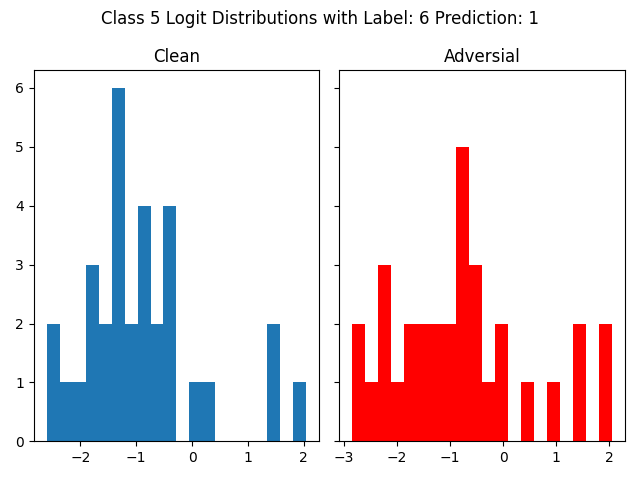 Class 5 Logit Distributions with Label: 6 Prediction: 1
Clean
Adversial
6
5
4
3
2
1
0
−2 −1 0 1 2
−3 −2 −1 0 1 2